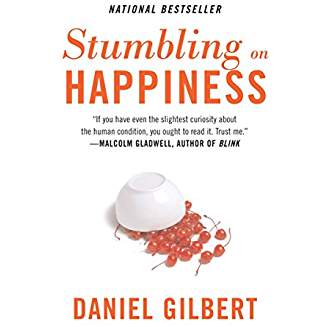 NATIONAL BESTSELLER
Stumbling on
HAPPINESS
"If you have even the slightest curiosity about
the human condition, you ought to read it. Trust me."
—MALCOLM GLADWELL, AUTHOR OF BLINK
DANIEL GILBERT